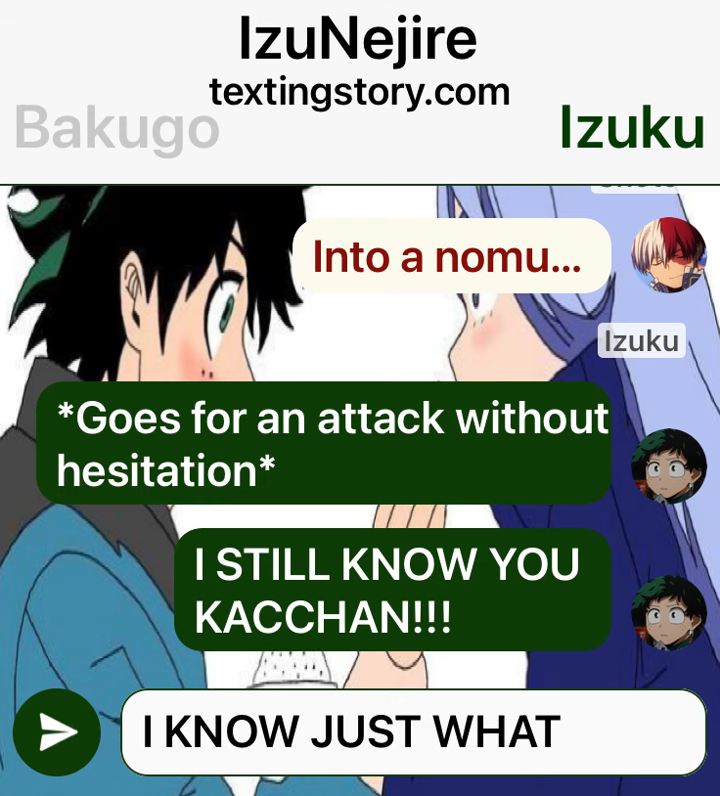 IzuNejire
textingstory.com
Bakugo
Izuku
Into a nomu...
Izuku
*Goes for an attack without
hesitation*
I STILL KNOW YOU
KACCHAN!!!
I KNOW JUST WHAT